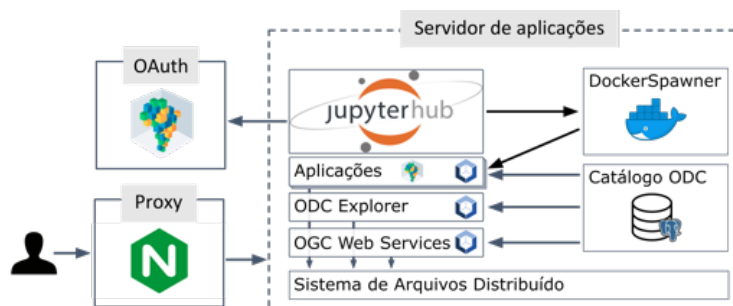 Servidor de aplicações
OAuth
jupyterhub
DockerSpawner
Aplicações
Catálogo ODC
Proxy
ODC Explorer
N
OGC Web Services
Sistema de Arquivos Distribuído